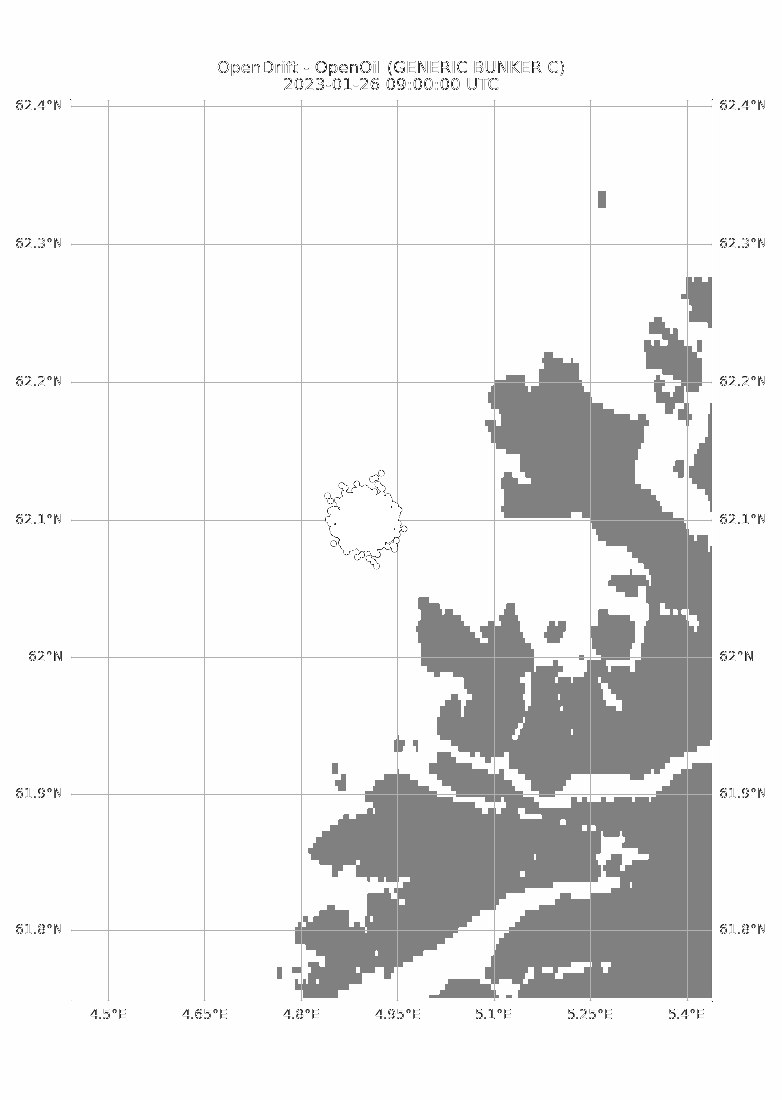 OpenDrift - OpenOil (GENERIC BUNKER C)
2023-01-26 09:00:00 UTC
62.4°N 62.4°N
62.3°N 62.3°N
62.2°N 62.2°N
62.1°N 62.1°N
62°N 62°N
61.9°N 61.9°N
61.8°N 61.8°N
4.5°E 4.65°E 4.8°E 4.95°E 5.1°E 5.25°E 5.4°E